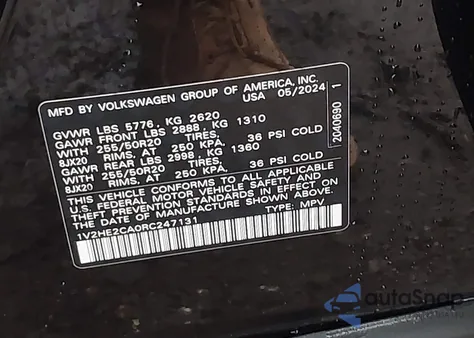 MFD BY VOLKSWAGEN GROUP OF AMERICA, INC.
USA 05/2024
GVWR LBS 5776, KG 2620
GAWR FRONT LBS 2888, KG 1310
WITH 255/50R20 TIRES,
8JX20 RIMS, AT 250 KPA, 36 PSI COLD
GAWR REAR LBS 2998, KG 1360
WITH 255/50R20 TIRES,
8JX20 RIMS, AT 250 KPA, 36 PSI COLD
THIS VEHICLE CONFORMS TO ALL APPLICABLE
U.S. FEDERAL MOTOR VEHICLE SAFETY AND
THEFT PREVENTION STANDARDS IN EFFECT ON
THE DATE OF MANUFACTURE SHOWN ABOVE.
1V2HE2CA0RC247131 TYPE: MPV
2040690 1
autoSnap